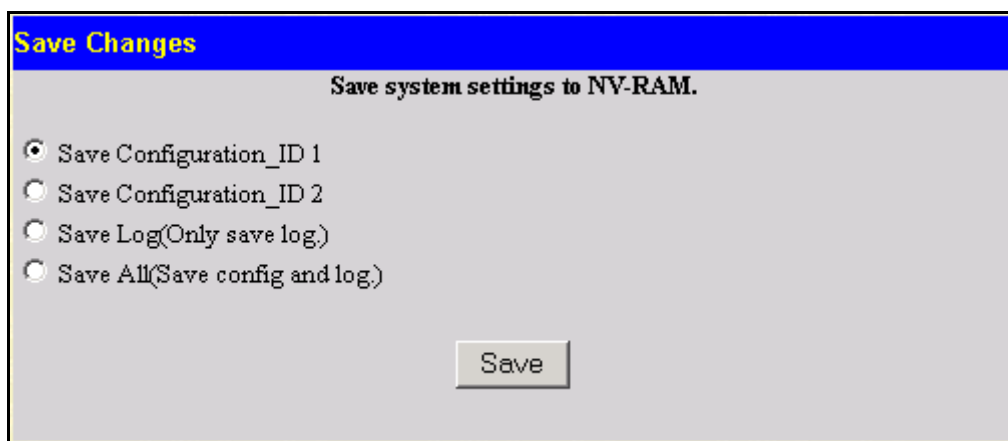 Save Changes
Save system settings to NV-RAM.
Save Configuration_ID 1
Save Configuration_ID 2
Save Log(Only save log.)
Save All(Save config and log.)
Save